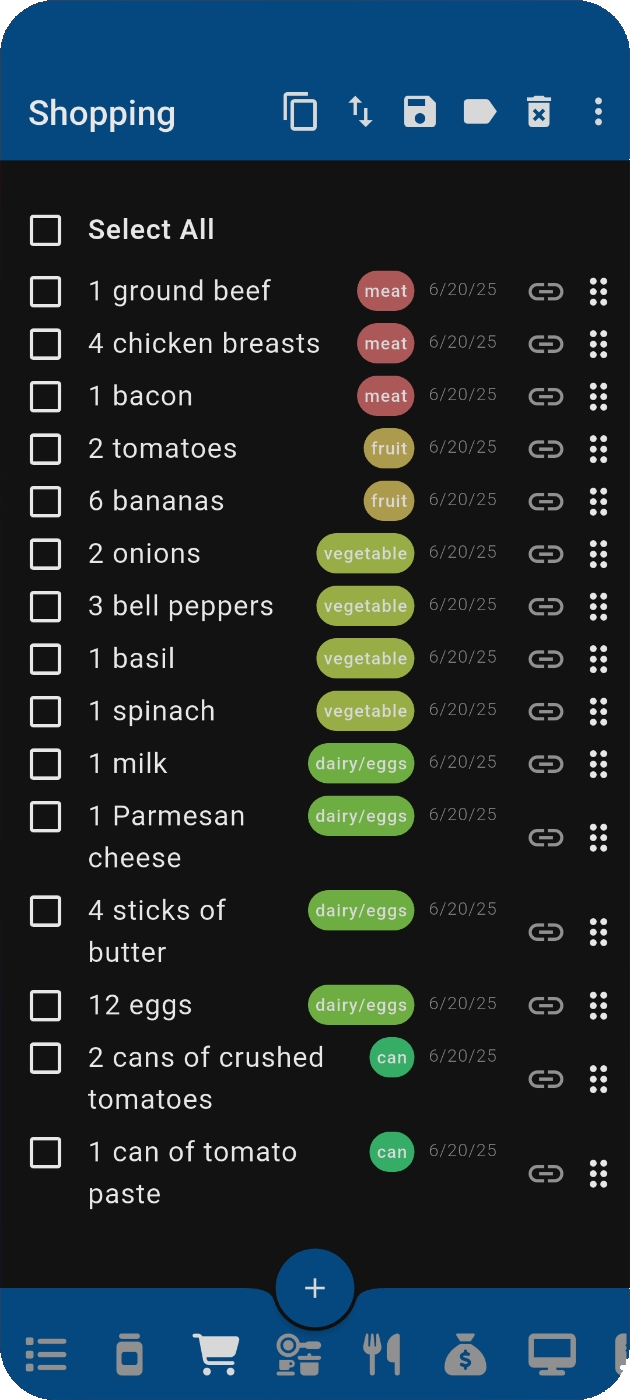 Shopping
Select All
1 ground beef meat 6/20/25
4 chicken breasts meat 6/20/25
1 bacon meat 6/20/25
2 tomatoes fruit 6/20/25
6 bananas fruit 6/20/25
2 onions vegetable 6/20/25
3 bell peppers vegetable 6/20/25
1 basil vegetable 6/20/25
1 spinach vegetable 6/20/25
1 milk dairy/eggs 6/20/25
1 Parmesan dairy/eggs 6/20/25
cheese
4 sticks of dairy/eggs 6/20/25
butter
12 eggs dairy/eggs 6/20/25
2 cans of crushed can 6/20/25
tomatoes
1 can of tomato can 6/20/25
paste